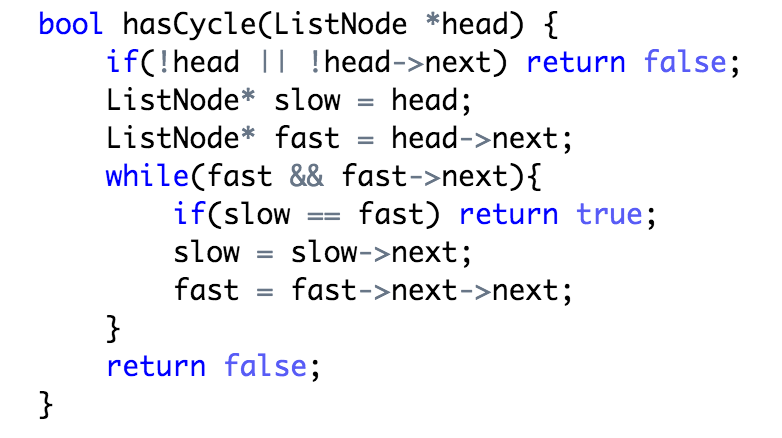 bool hasCycle(ListNode *head) {
    if(!head || !head->next) return false;
    ListNode* slow = head;
    ListNode* fast = head->next;
    while(fast && fast->next){
        if(slow == fast) return true;
        slow = slow->next;
        fast = fast->next->next;
    }
    return false;
}